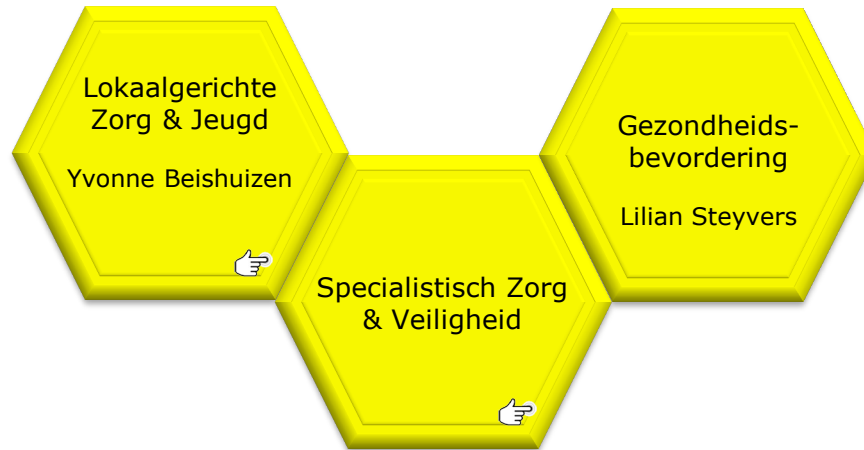 Lokaalgerichte
Zorg & Jeugd
Yvonne Beishuizen
Specialistisch Zorg
& Veiligheid
Gezondheids-
bevordering
Lilian Steyvers